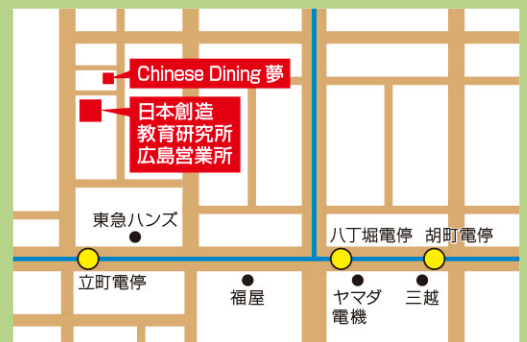 Chinese Dining 夢
日本創造
教育研究所
広島営業所
東急ハンズ
八丁堀電停
胡町電停
立町電停
福屋
ヤマダ
電機
三越